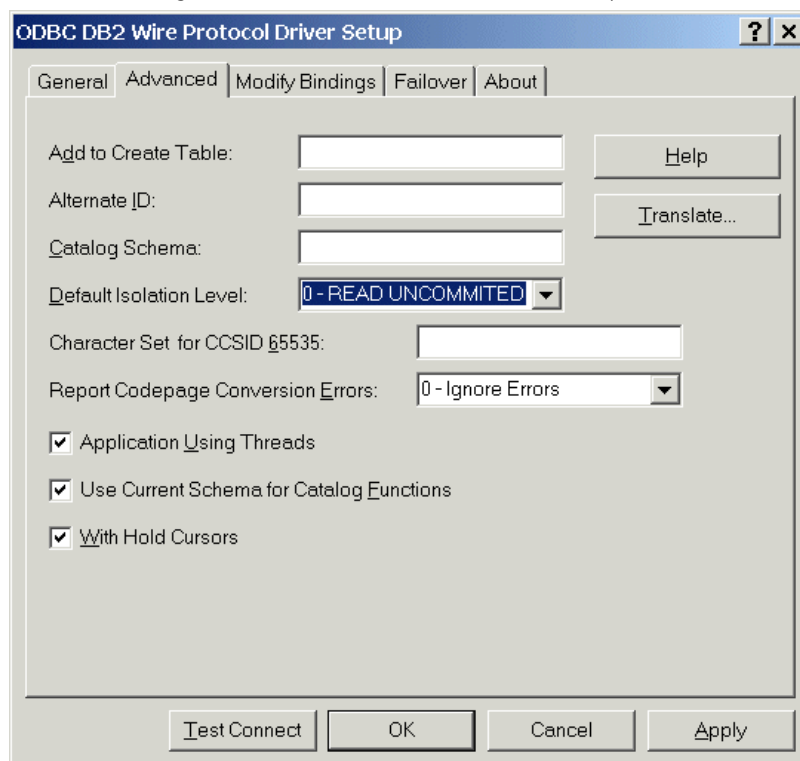 ODBC DB2 Wire Protocol Driver Setup
? x
General Advanced Modify Bindings Failover About
Add to Create Table:
Help
Alternate ID:
Translate...
Catalog Schema:
Default Isolation Level: 0 - READ UNCOMMITED
Character Set for CCSID 65535:
Report Codepage Conversion Errors: 0 - Ignore Errors
Application Using Threads
Use Current Schema for Catalog Functions
With Hold Cursors
Test Connect OK Cancel Apply